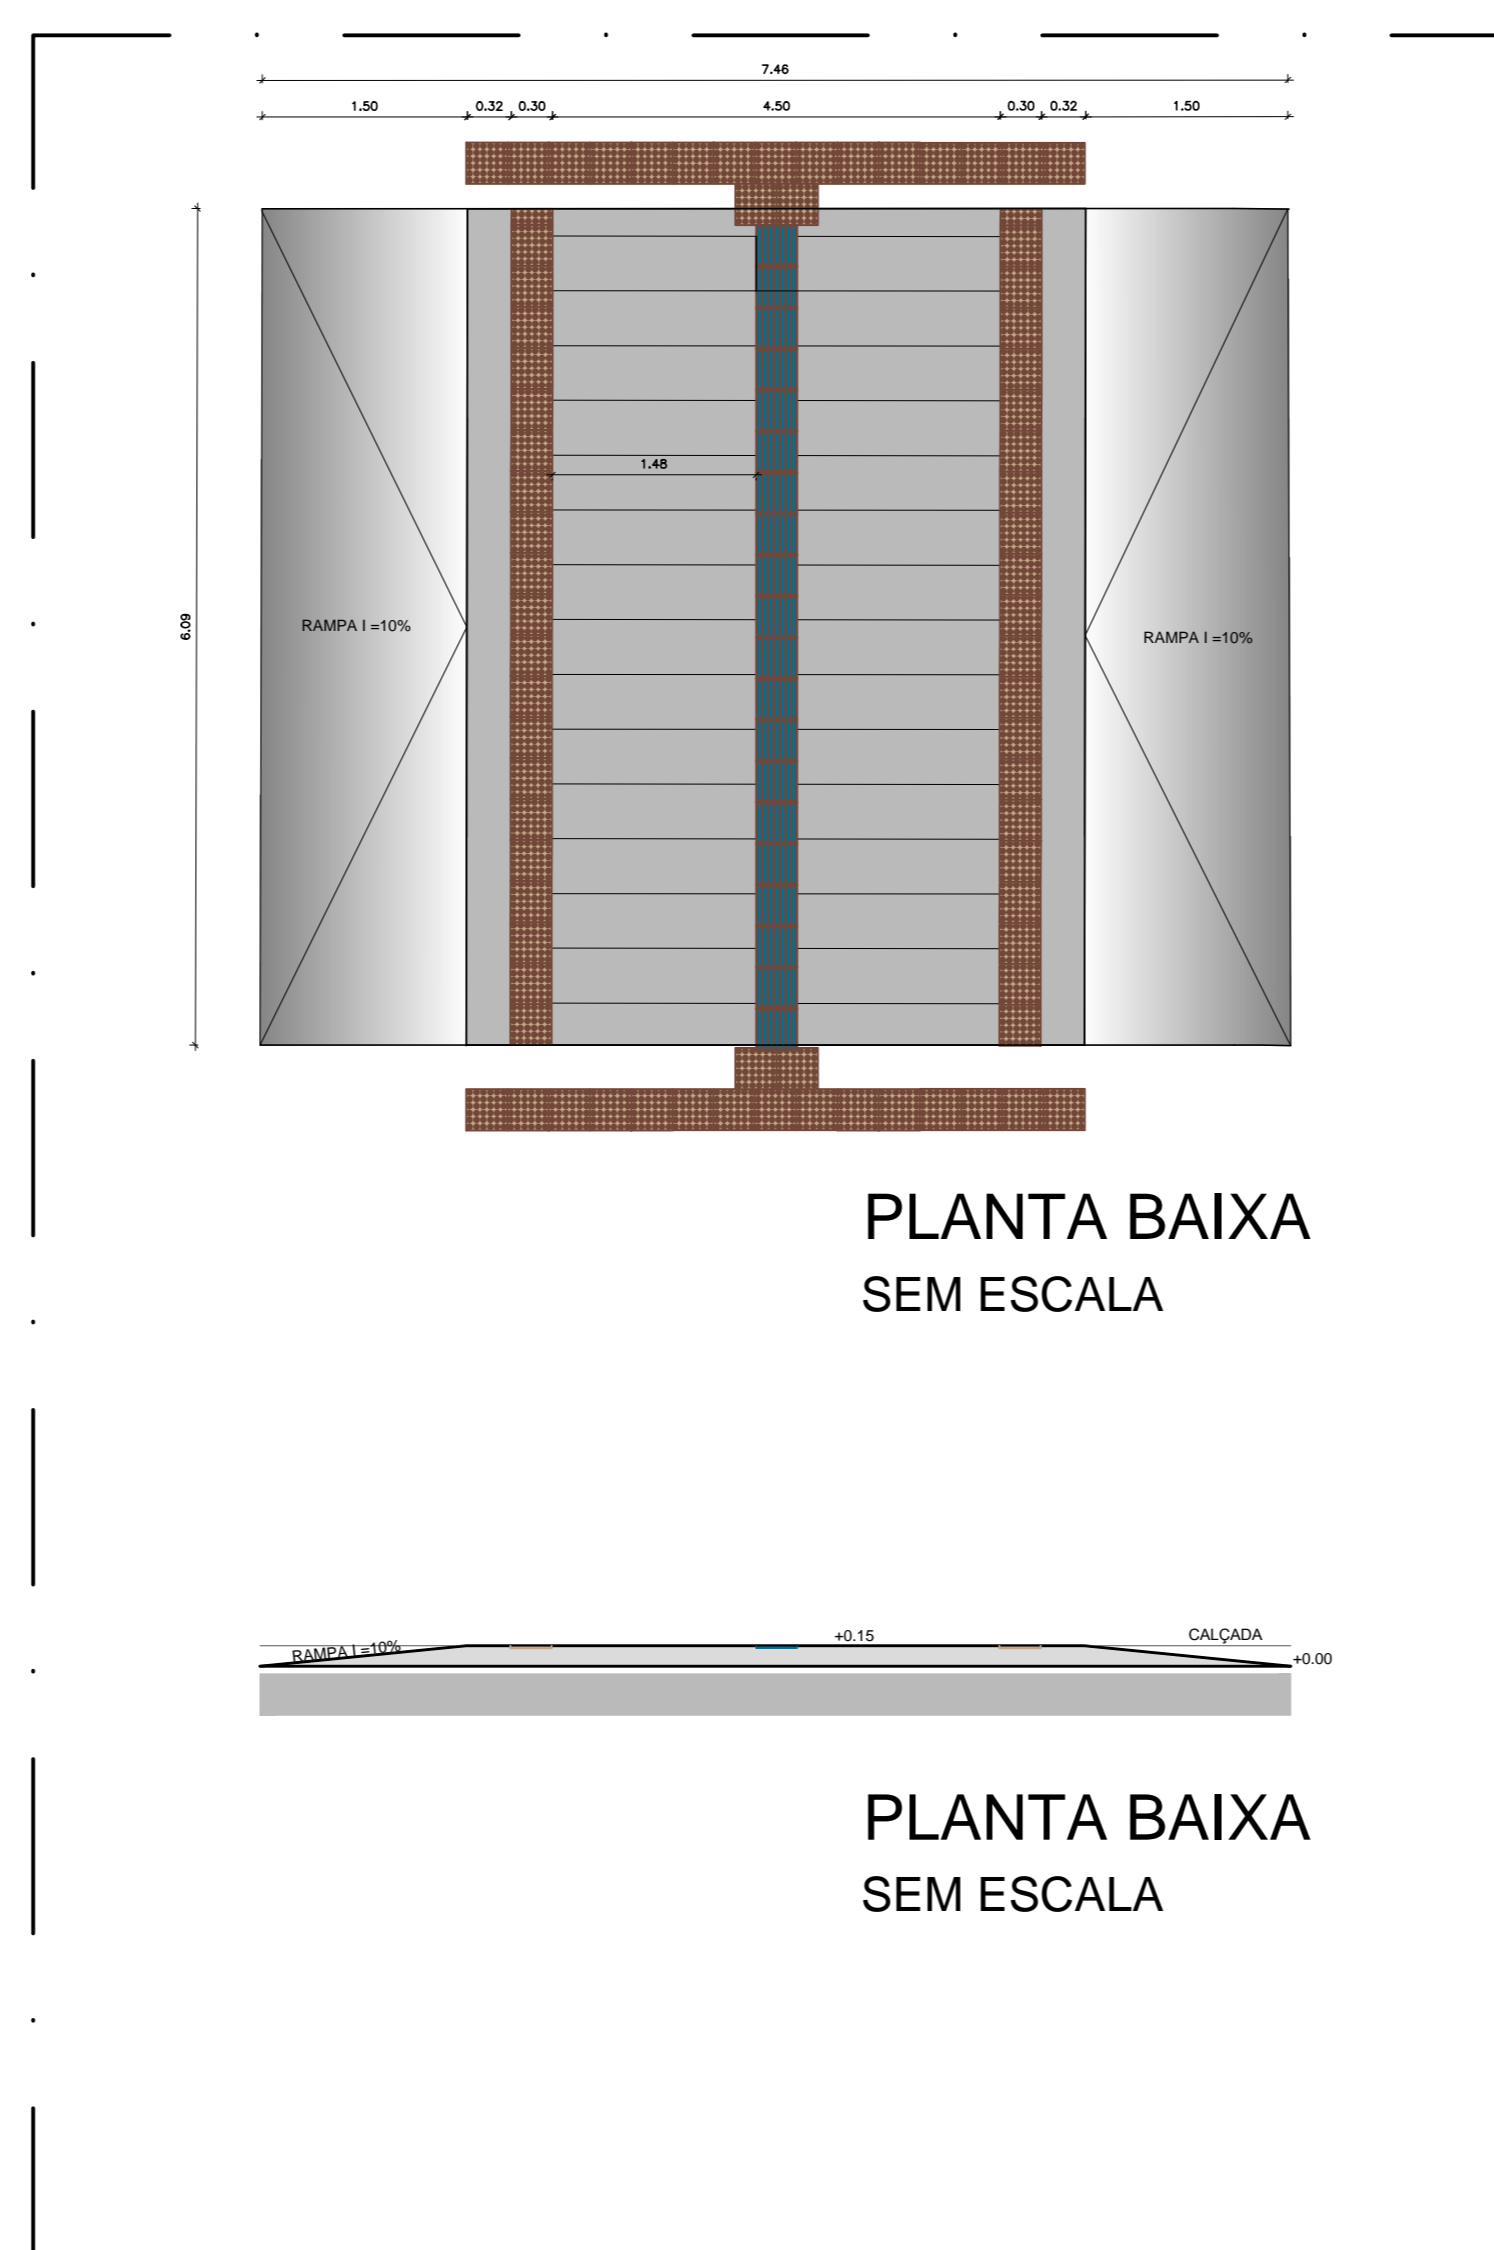 7.46
1.50 0.32 0.30 4.50 0.30 0.32 1.50
1.48
6.09
RAMPA I =10%
RAMPA I =10%
PLANTA BAIXA
SEM ESCALA
+0.15
CALÇADA
RAMPA I =10%
+0.00
PLANTA BAIXA
SEM ESCALA